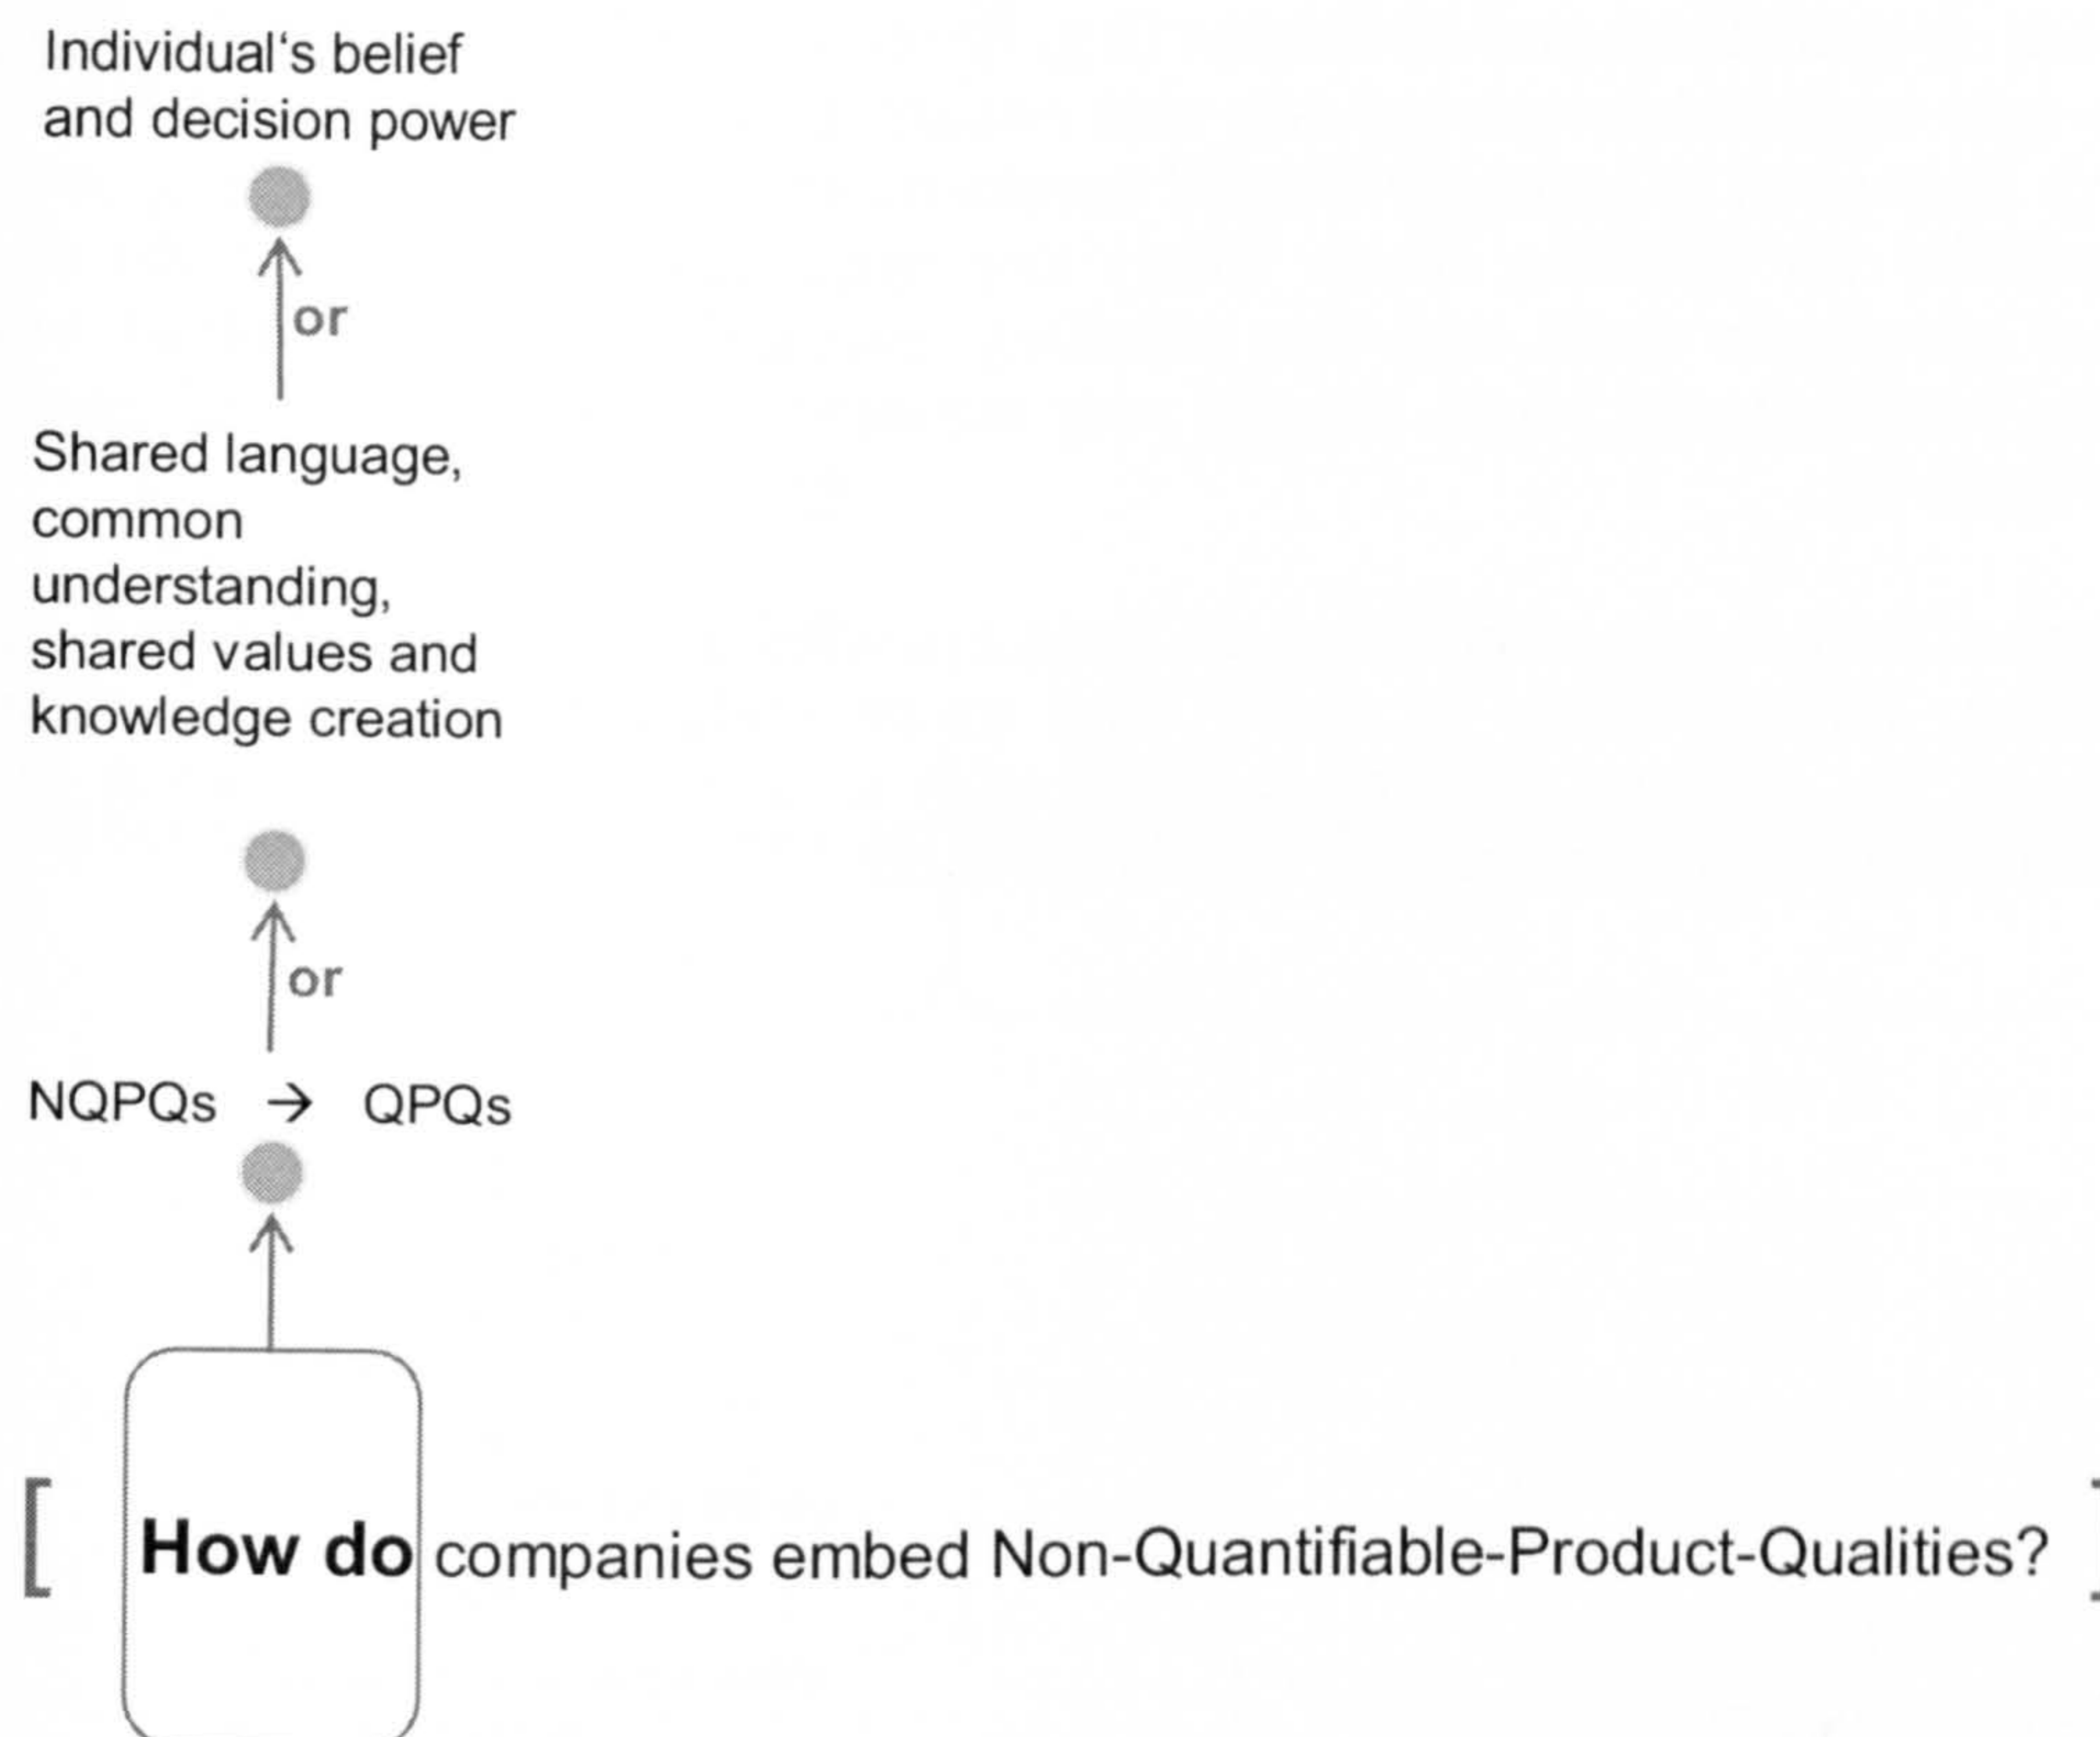 Individual‘s belief
and decision power
or
Shared language,
common
understanding,
shared values and
knowledge creation
or
NQPQs → QPQs
[ How do companies embed Non-Quantifiable-Product-Qualities? ]